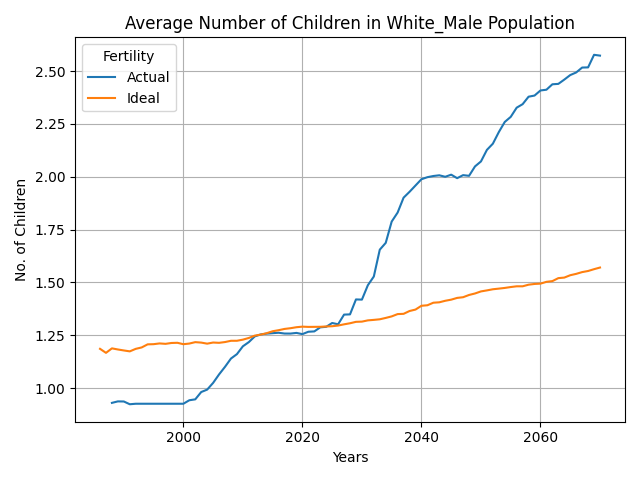 Average Number of Children in White_Male Population
Fertility
Actual
Ideal
No. of Children
2.50
2.25
2.00
1.75
1.50
1.25
1.00
2000 2020 2040 2060
Years